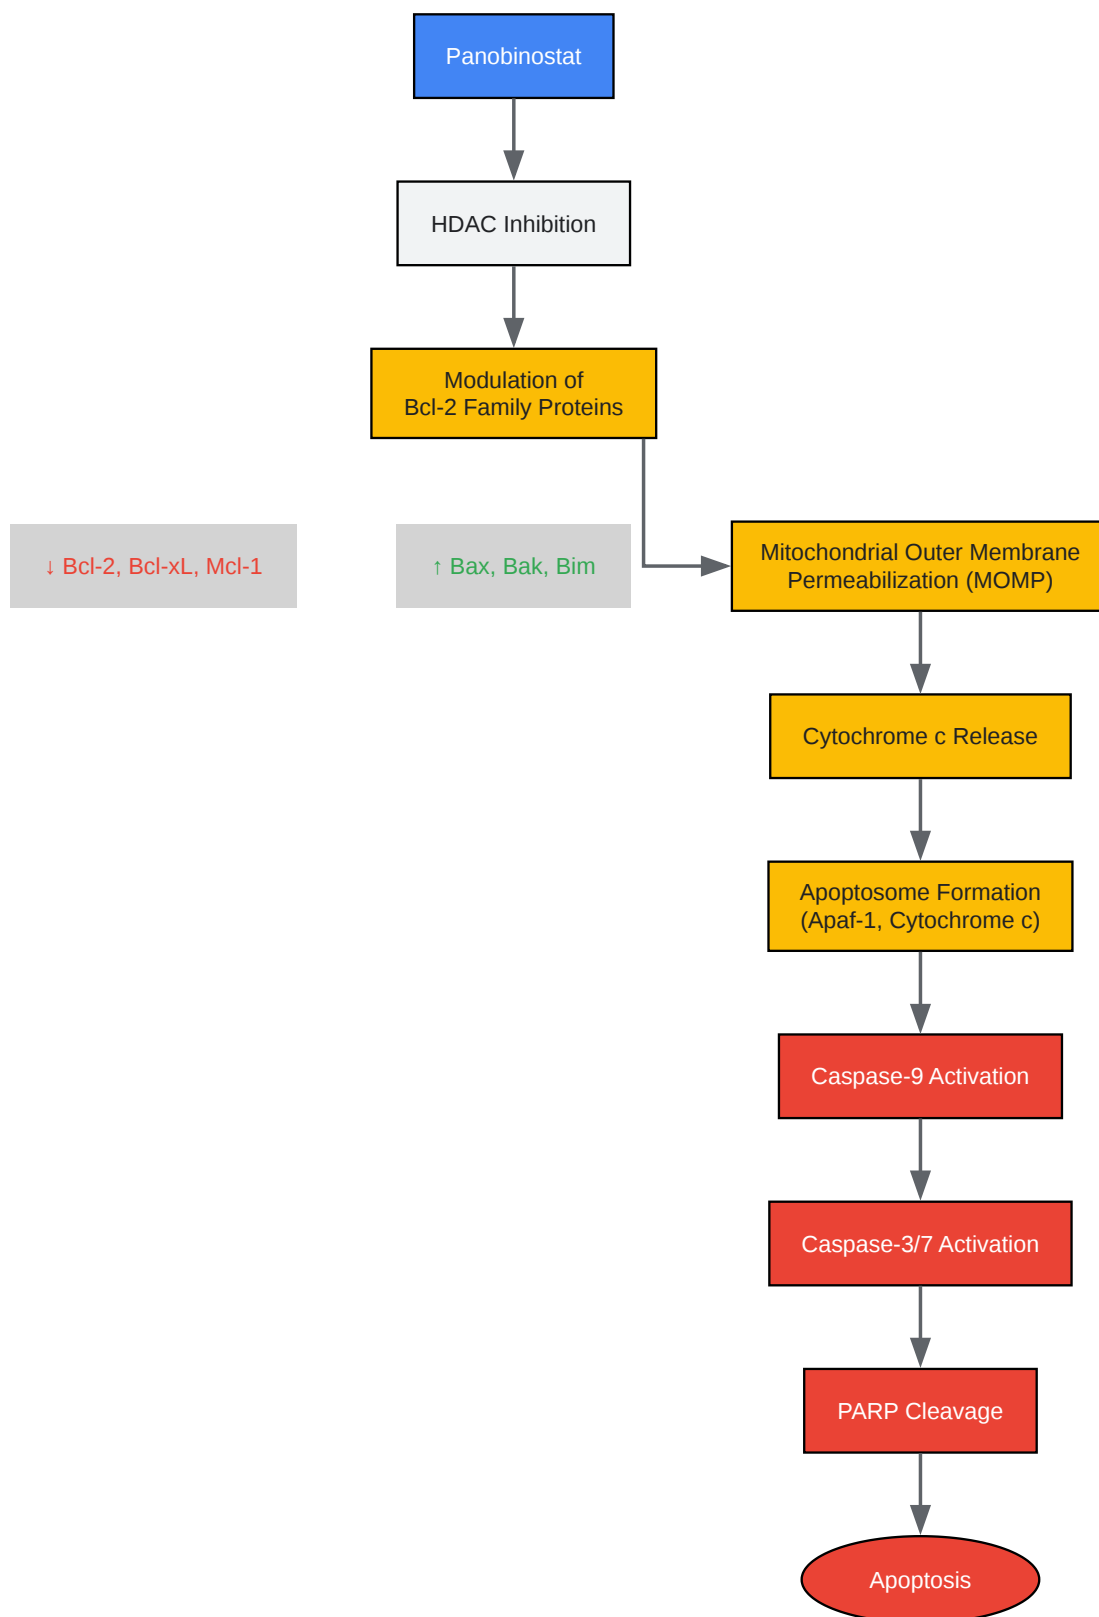 Panobinostat
HDAC Inhibition
Modulation of
Bcl-2 Family Proteins
↓ Bcl-2, Bcl-xL, Mcl-1
↑ Bax, Bak, Bim
Mitochondrial Outer Membrane
Permeabilization (MOMP)
Cytochrome c Release
Apoptosome Formation
(Apaf-1, Cytochrome c)
Caspase-9 Activation
Caspase-3/7 Activation
PARP Cleavage
Apoptosis